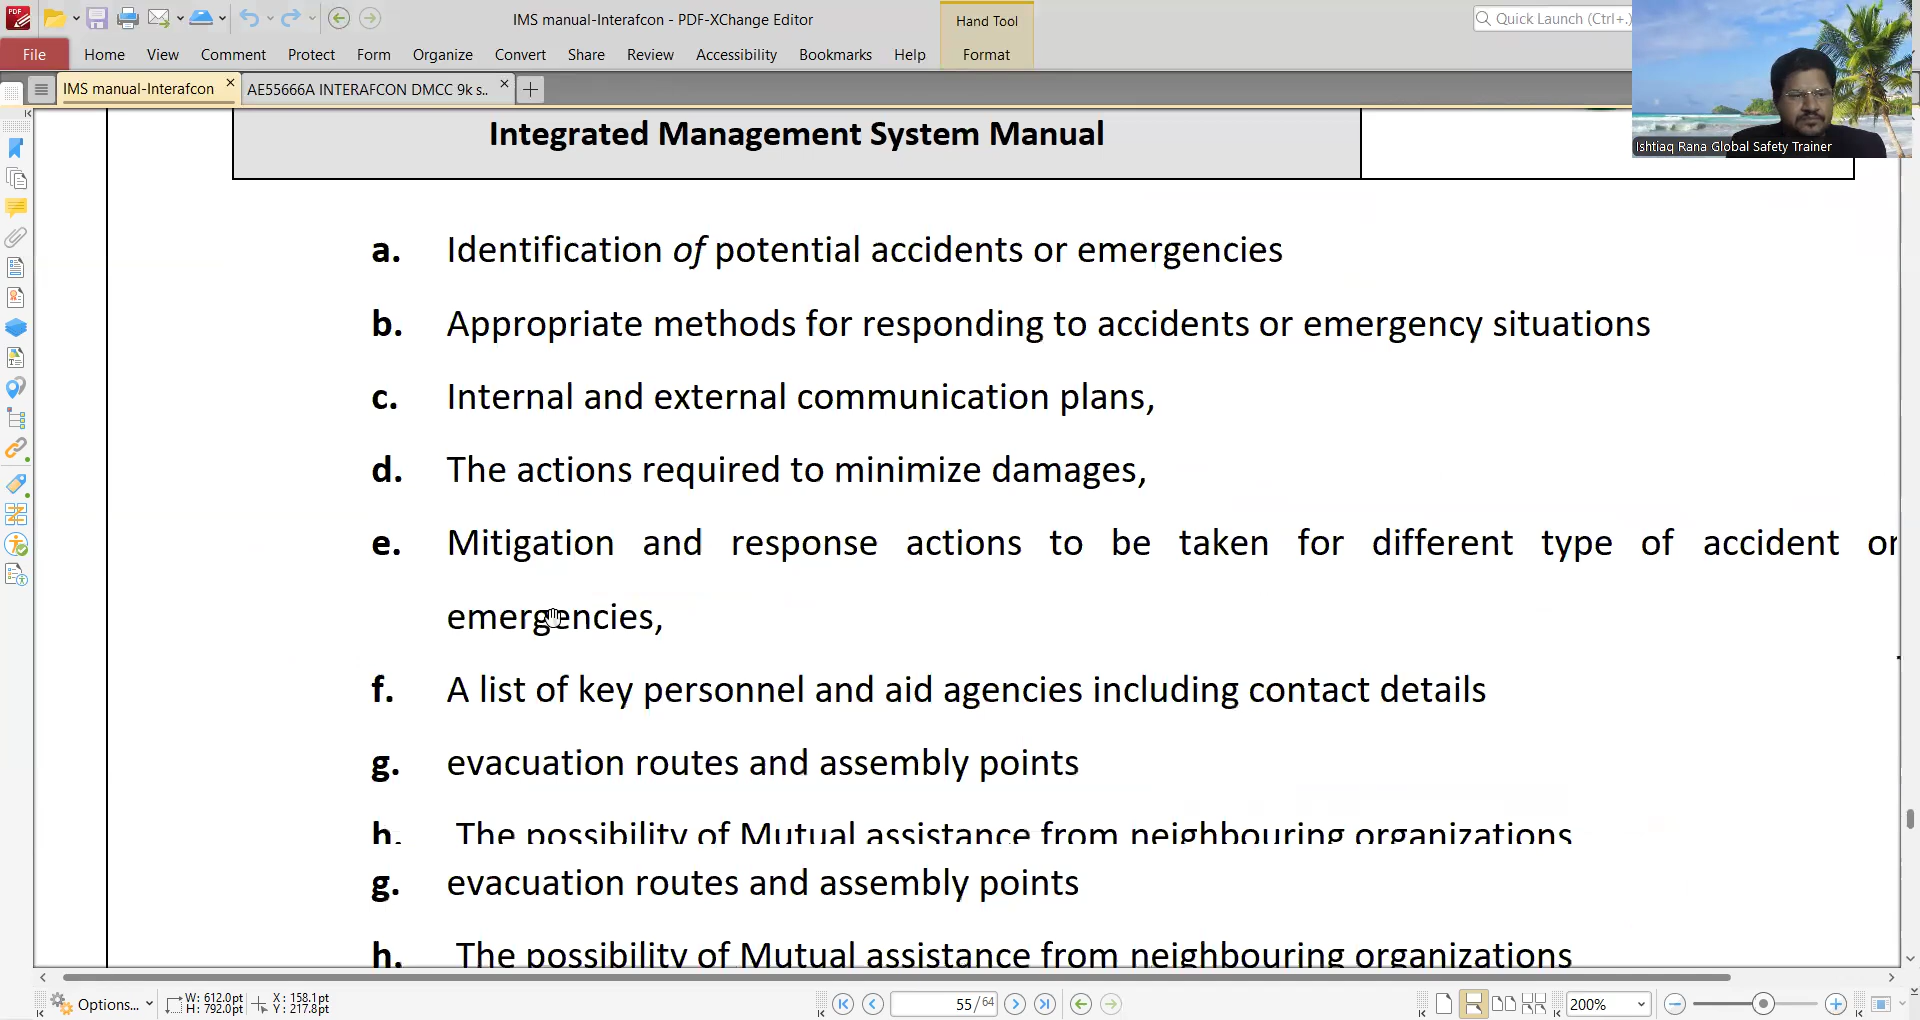 IMS manual-Interafcon - PDF-XChange Editor
Hand Tool
Quick Launch (Ctrl+.)
File Home View Comment Protect Form Organize Convert Share Review Accessibility Bookmarks Help Format
IMS manual-Interafcon
AE55666A INTERAFCON DMCC 9k s..
Ishtiaq Rana Global Safety Trainer
Integrated Management System Manual
a. Identification of potential accidents or emergencies
b. Appropriate methods for responding to accidents or emergency situations
c. Internal and external communication plans,
d. The actions required to minimize damages,
e. Mitigation and response actions to be taken for different type of accident or
emergencies,
f. A list of key personnel and aid agencies including contact details
g. evacuation routes and assembly points
h. The possibility of Mutual assistance from neighbouring organizations
g. evacuation routes and assembly points
h. The possibility of Mutual assistance from neighbouring organizations
Options...
W: 612.0pt
H: 792.0pt
X: 158.1pt
Y: 217.8pt
55 / 64
200%